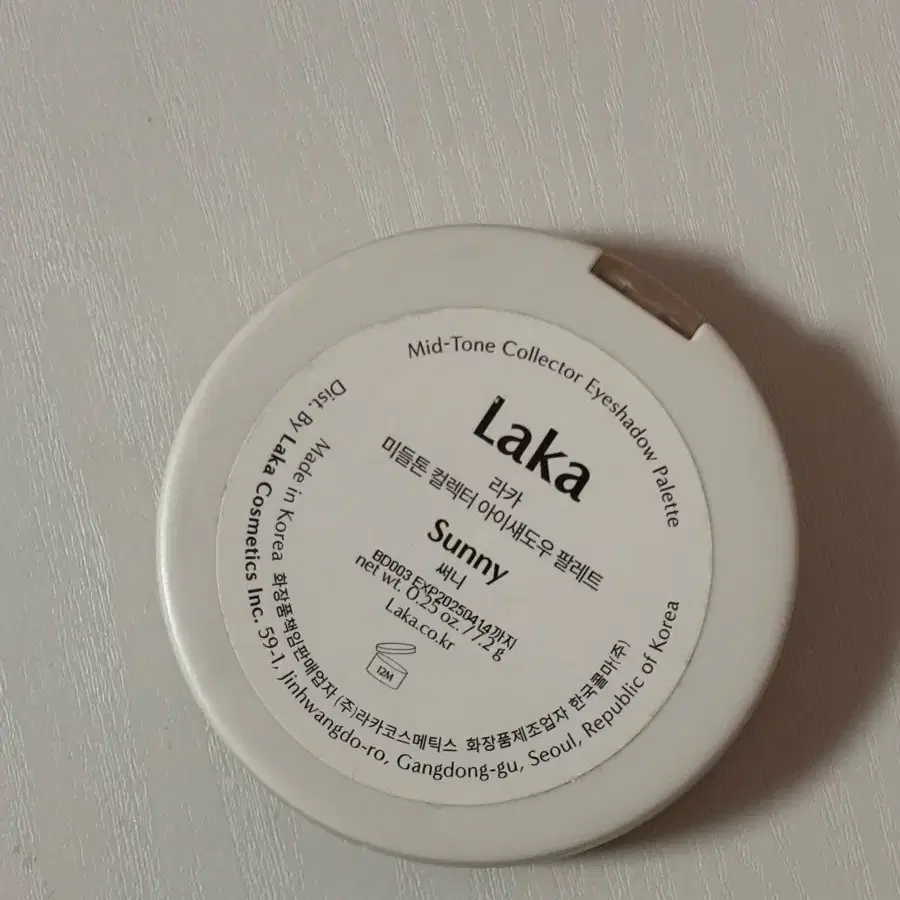 Mid-Tone Collector Eyeshadow Palette
Laka
라카
미들톤 컬렉터 아이섀도우 팔레트
Sunny
써니
BD003 EXP20250414까지
net wt. 0.25 oz. / 7.2 g
Laka.co.kr
12M
Made in Korea 화장품책임판매업자 (주)라카코스메틱스 화장품제조업자 한국콜마(주)
Dist. By Laka Cosmetics Inc. 59-1, Jinhwangdo-ro, Gangdong-gu, Seoul, Republic of Korea